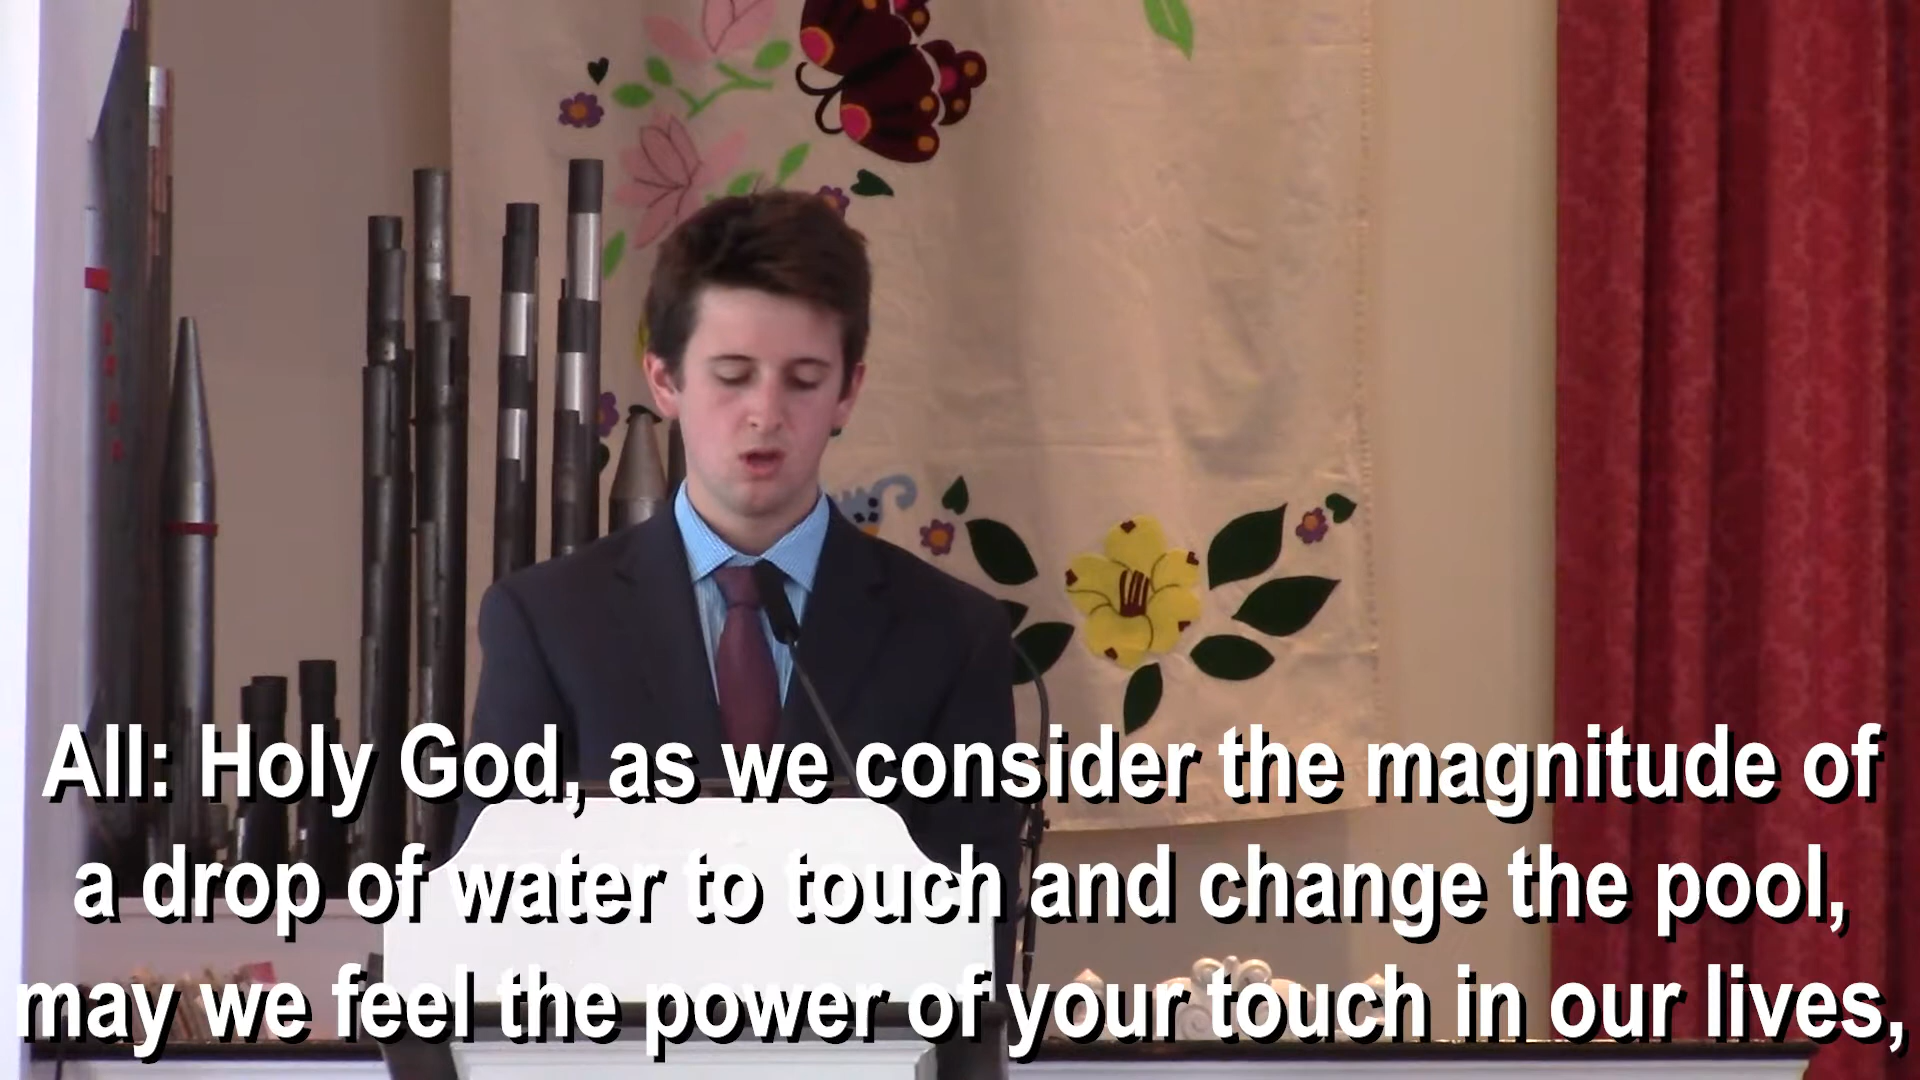 All: Holy God, as we consider the magnitude of
a drop of water to touch and change the pool,
may we feel the power of your touch in our lives,